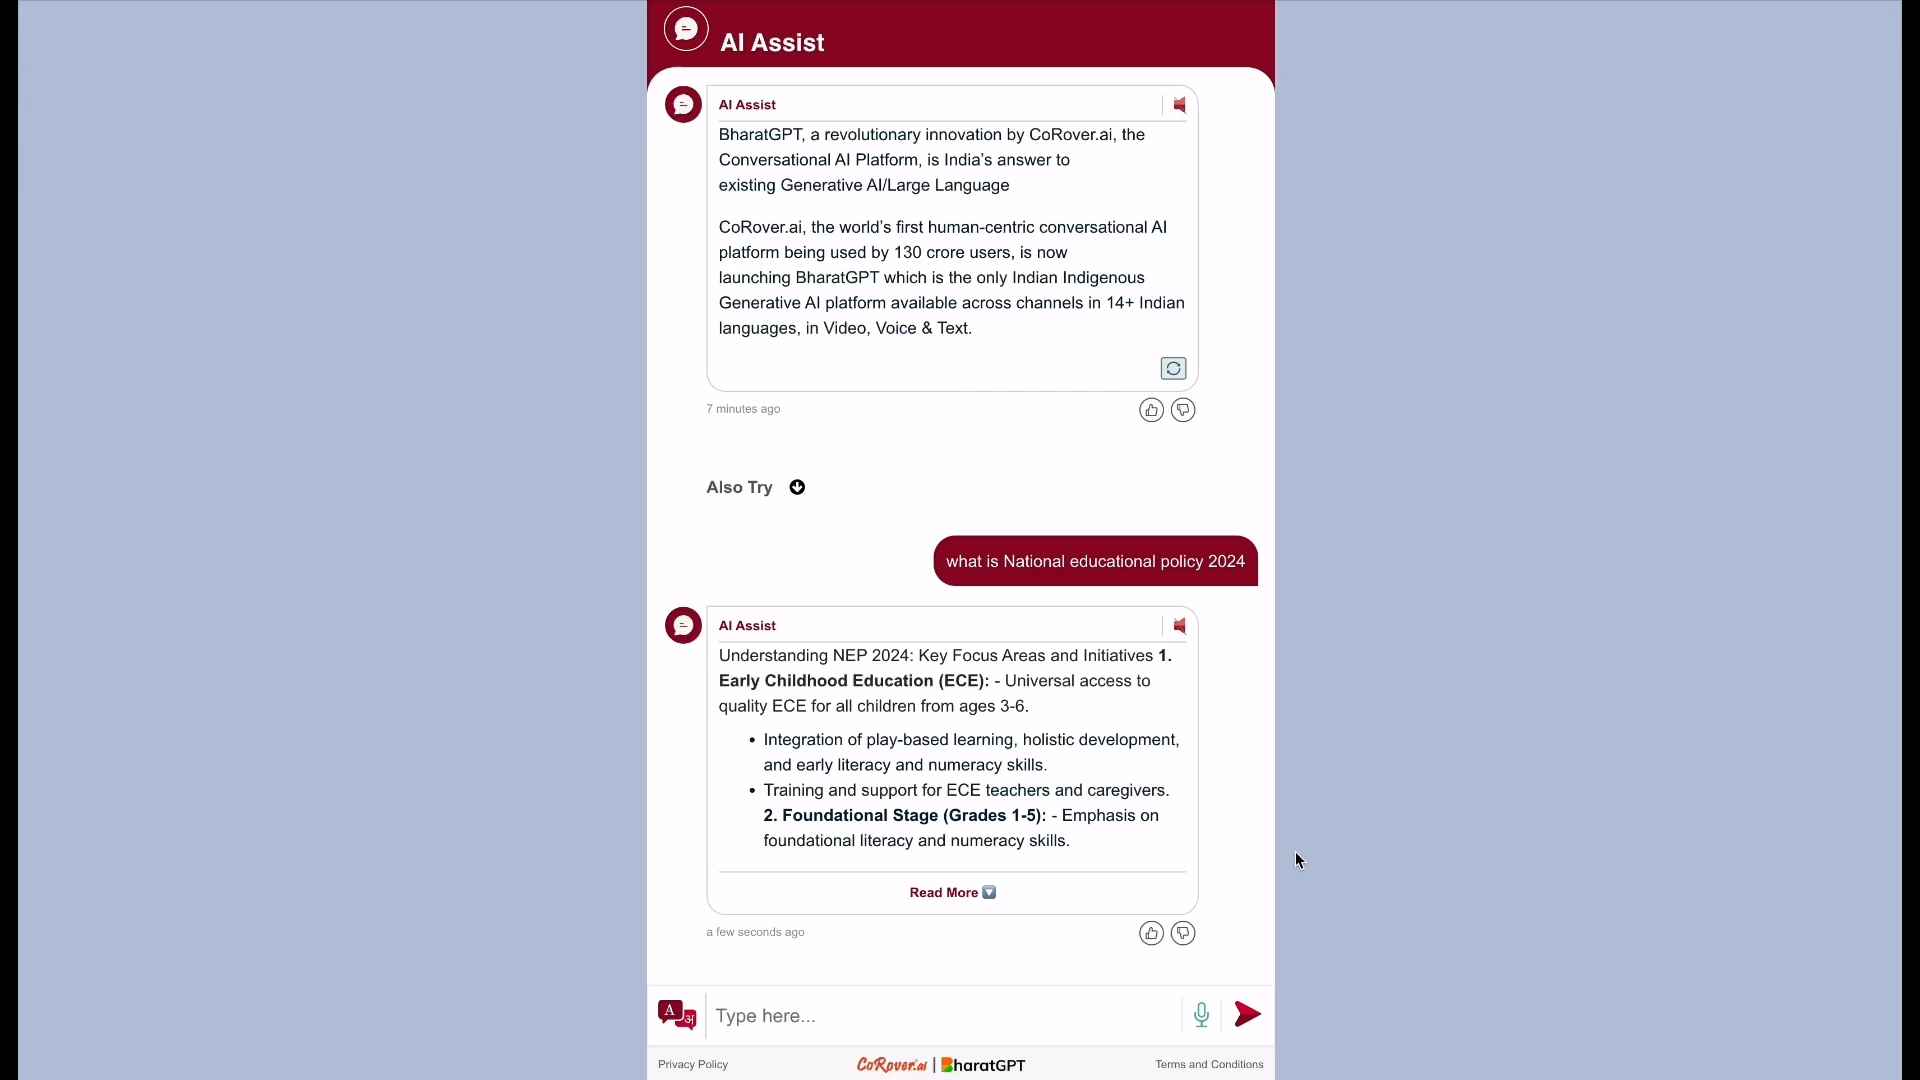 AI Assist
AI Assist
BharatGPT, a revolutionary innovation by CoRover.ai, the
Conversational AI Platform, is India’s answer to
existing Generative AI/Large Language
CoRover.ai, the world’s first human-centric conversational AI
platform being used by 130 crore users, is now
launching BharatGPT which is the only Indian Indigenous
Generative AI platform available across channels in 14+ Indian
languages, in Video, Voice & Text.
7 minutes ago
Also Try
what is National educational policy 2024
AI Assist
Understanding NEP 2024: Key Focus Areas and Initiatives 1.
Early Childhood Education (ECE): - Universal access to
quality ECE for all children from ages 3-6.
• Integration of play-based learning, holistic development,
and early literacy and numeracy skills.
• Training and support for ECE teachers and caregivers.
2. Foundational Stage (Grades 1-5): - Emphasis on
foundational literacy and numeracy skills.
Read More
a few seconds ago
A अ
Type here...
Privacy Policy
CoRover.ai | BharatGPT
Terms and Conditions